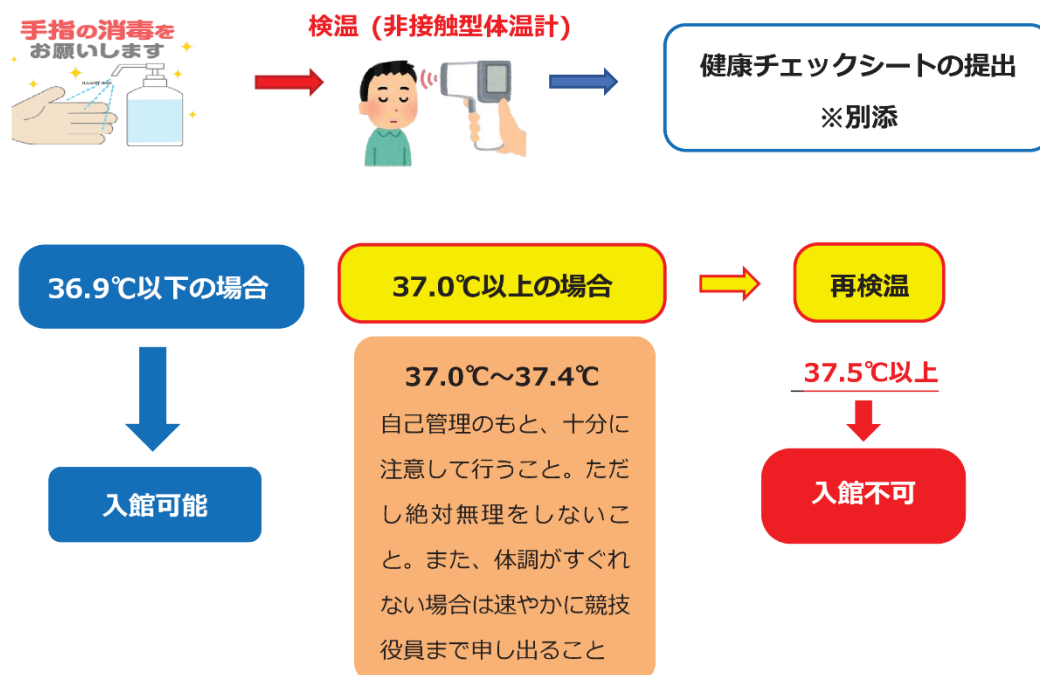 手指の消毒を
お願いします
検温 (非接触型体温計)
健康チェックシートの提出
※別添
36.9℃以下の場合
37.0℃以上の場合
再検温
37.0℃～37.4℃
自己管理のもと、十分に
注意して行うこと。ただ
し絶対無理をしないこ
と。また、体調がすぐれ
ない場合は速やかに競技
役員まで申し出ること
37.5℃以上
入館可能
入館不可